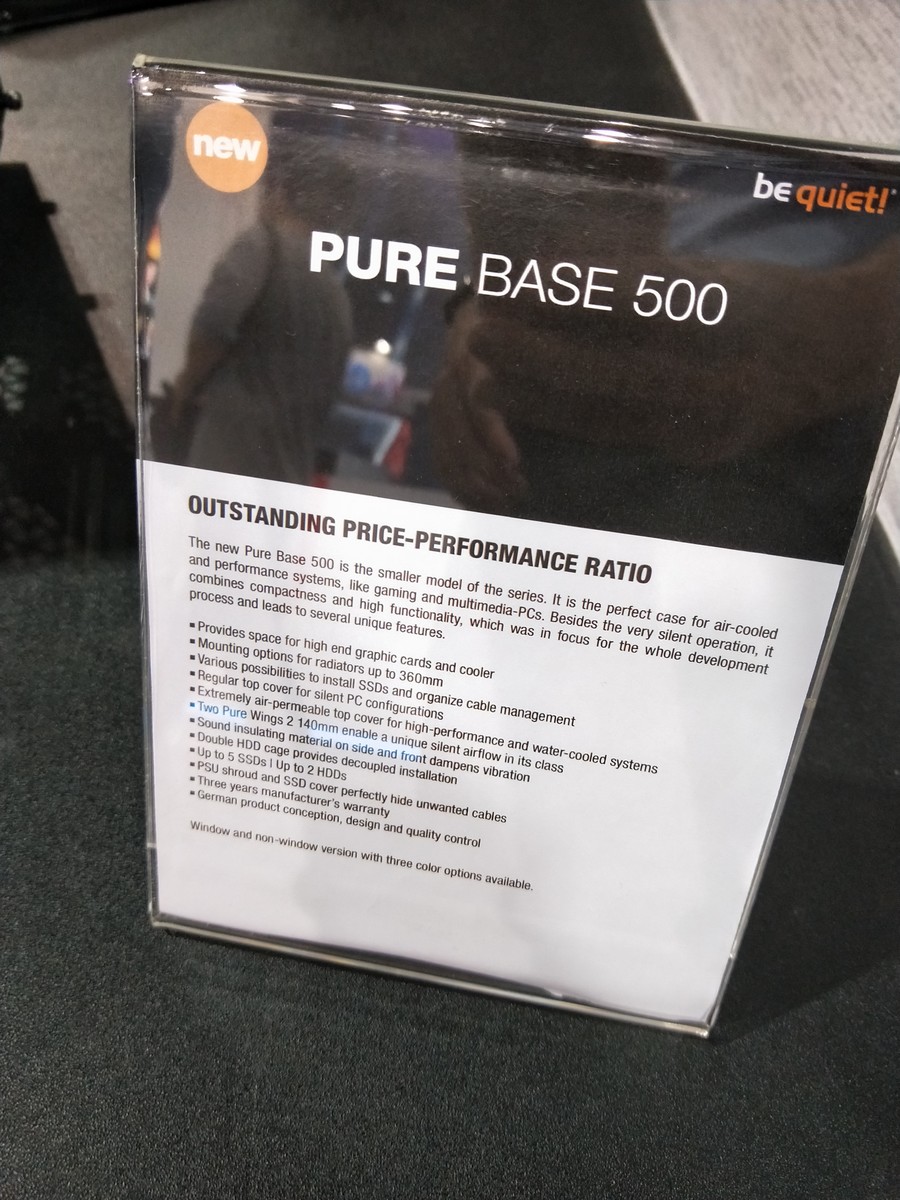 new
be quiet!
PURE BASE 500
OUTSTANDING PRICE-PERFORMANCE RATIO
The new Pure Base 500 is the smaller model of the series. It is the perfect case for air-cooled
and performance systems, like gaming and multimedia-PCs. Besides the very silent operation, it
combines compactness and high functionality, which was in focus for the whole development
process and leads to several unique features.
▪ Provides space for high end graphic cards and cooler
▪ Mounting options for radiators up to 360mm
▪ Various possibilities to install SSDs and organize cable management
▪ Regular top cover for silent PC configurations
▪ Extremely air-permeable top cover for high-performance and water-cooled systems
▪ Two Pure Wings 2 140mm enable a unique silent airflow in its class
▪ Sound insulating material on side and front dampens vibration
▪ Double HDD cage provides decoupled installation
▪ Up to 5 SSDs | Up to 2 HDDs
▪ PSU shroud and SSD cover perfectly hide unwanted cables
▪ Three years manufacturer's warranty
▪ German product conception, design and quality control
Window and non-window version with three color options available.